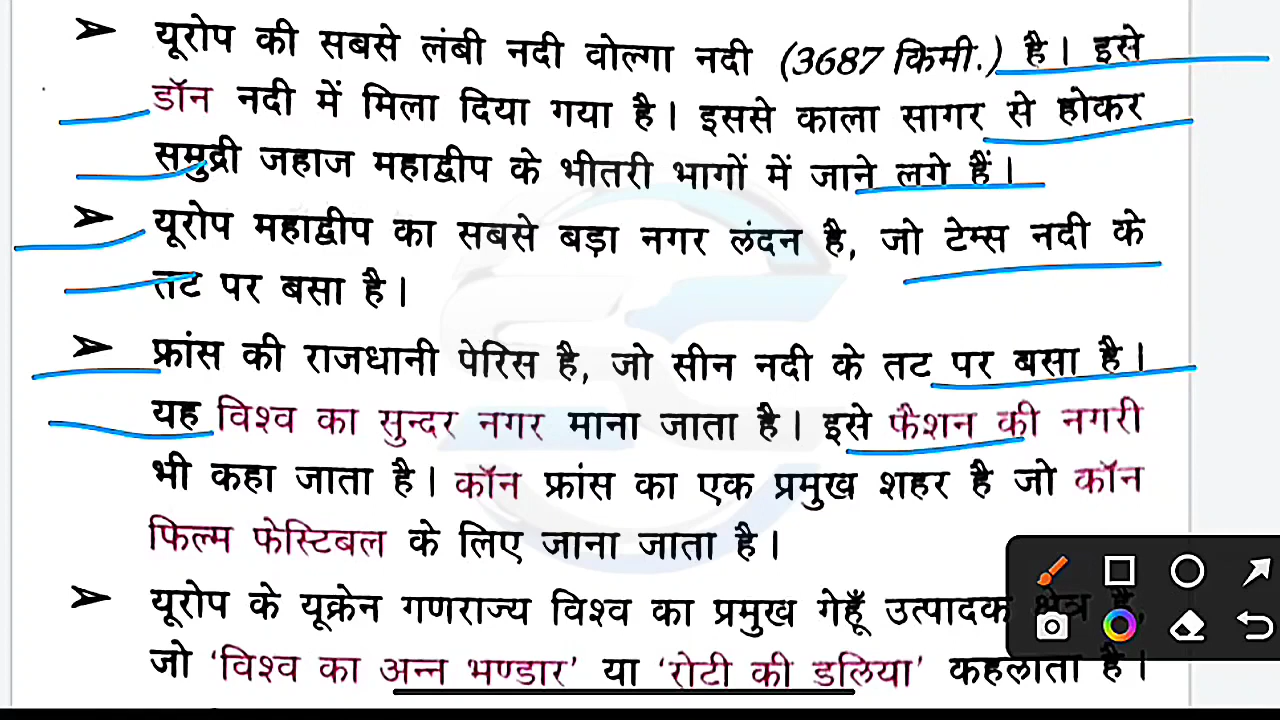 ➤ यूरोप की सबसे लंबी नदी वोल्गा नदी (3687 किमी.) है। इसे
डॉन नदी में मिला दिया गया है। इससे काला सागर से होकर
समुद्री जहाज महाद्वीप के भीतरी भागों में जाने लगे हैं।
➤ यूरोप महाद्वीप का सबसे बड़ा नगर लंदन है, जो टेम्स नदी के
तट पर बसा है।
➤ फ्रांस की राजधानी पेरिस है, जो सीन नदी के तट पर बसा है।
यह विश्व का सुन्दर नगर माना जाता है। इसे फैशन की नगरी
भी कहा जाता है। कॉन फ्रांस का एक प्रमुख शहर है जो कॉन
फिल्म फेस्टिबल के लिए जाना जाता है।
➤ यूरोप के यूक्रेन गणराज्य विश्व का प्रमुख गेहूँ उत्पादक क्षेत्र है,
जो ‘विश्व का अन्न भण्डार’ या ‘रोटी की डलिया’ कहलाता है।